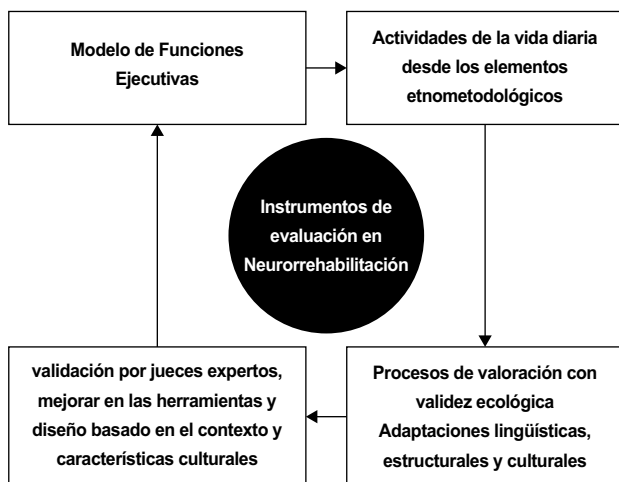 Modelo de Funciones
Ejecutivas
Actividades de la vida diaria
desde los elementos
etnometodológicos
Instrumentos de
evaluación en
Neurorrehabilitación
validación por jueces expertos,
mejorar en las herramientas y
diseño basado en el contexto y
características culturales
Procesos de valoración con
validez ecológica
Adaptaciones lingüísticas,
estructurales y culturales